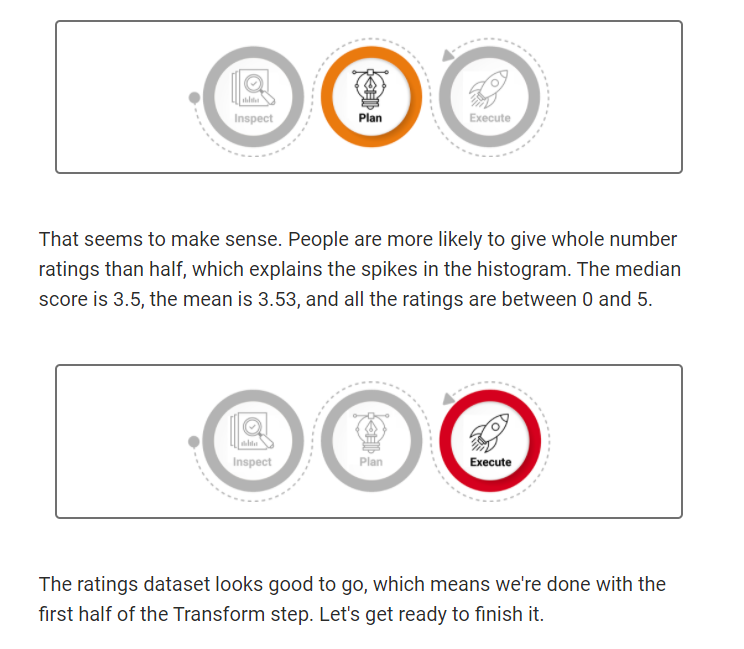 Inspect
Plan
Execute
That seems to make sense. People are more likely to give whole number
ratings than half, which explains the spikes in the histogram. The median
score is 3.5, the mean is 3.53, and all the ratings are between 0 and 5.
Inspect
Plan
Execute
The ratings dataset looks good to go, which means we're done with the
first half of the Transform step. Let's get ready to finish it.